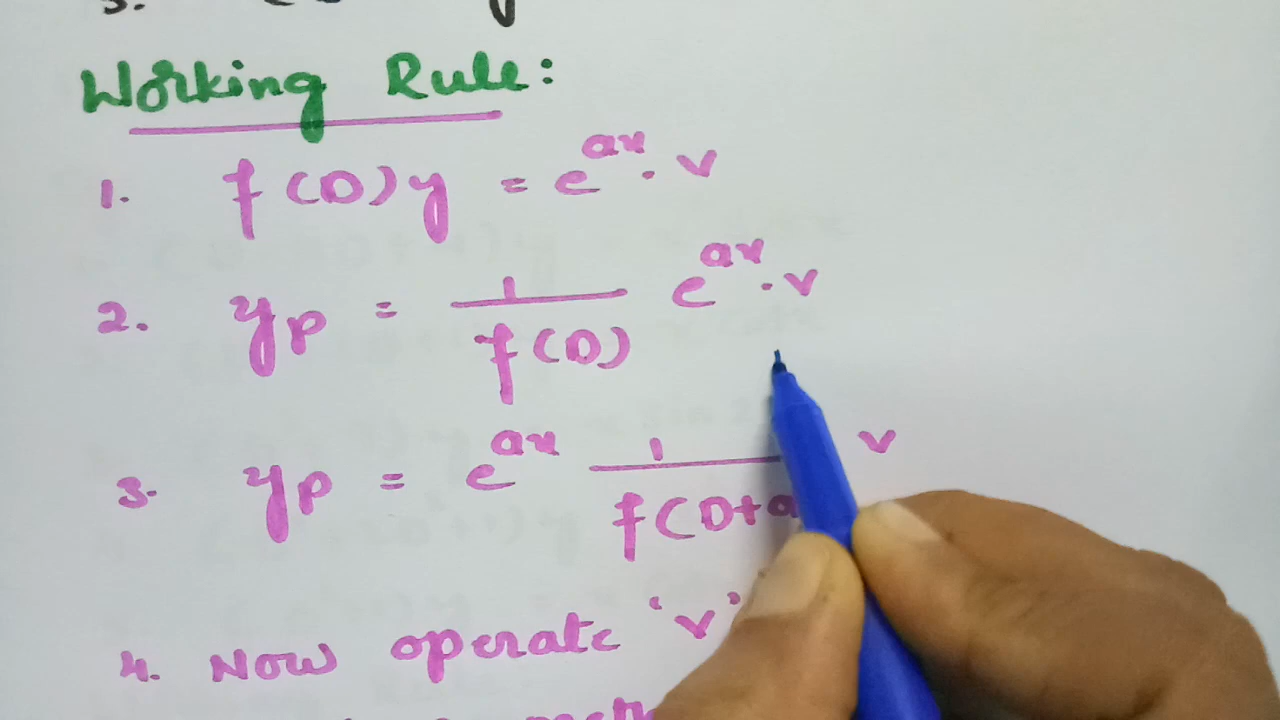 Working Rule:
1. f(D)y = e^{ax} . v
2. yp = 1/f(D) e^{ax} . v
3. yp = e^{ax} 1/f(D+a v
4. Now operate 'v'